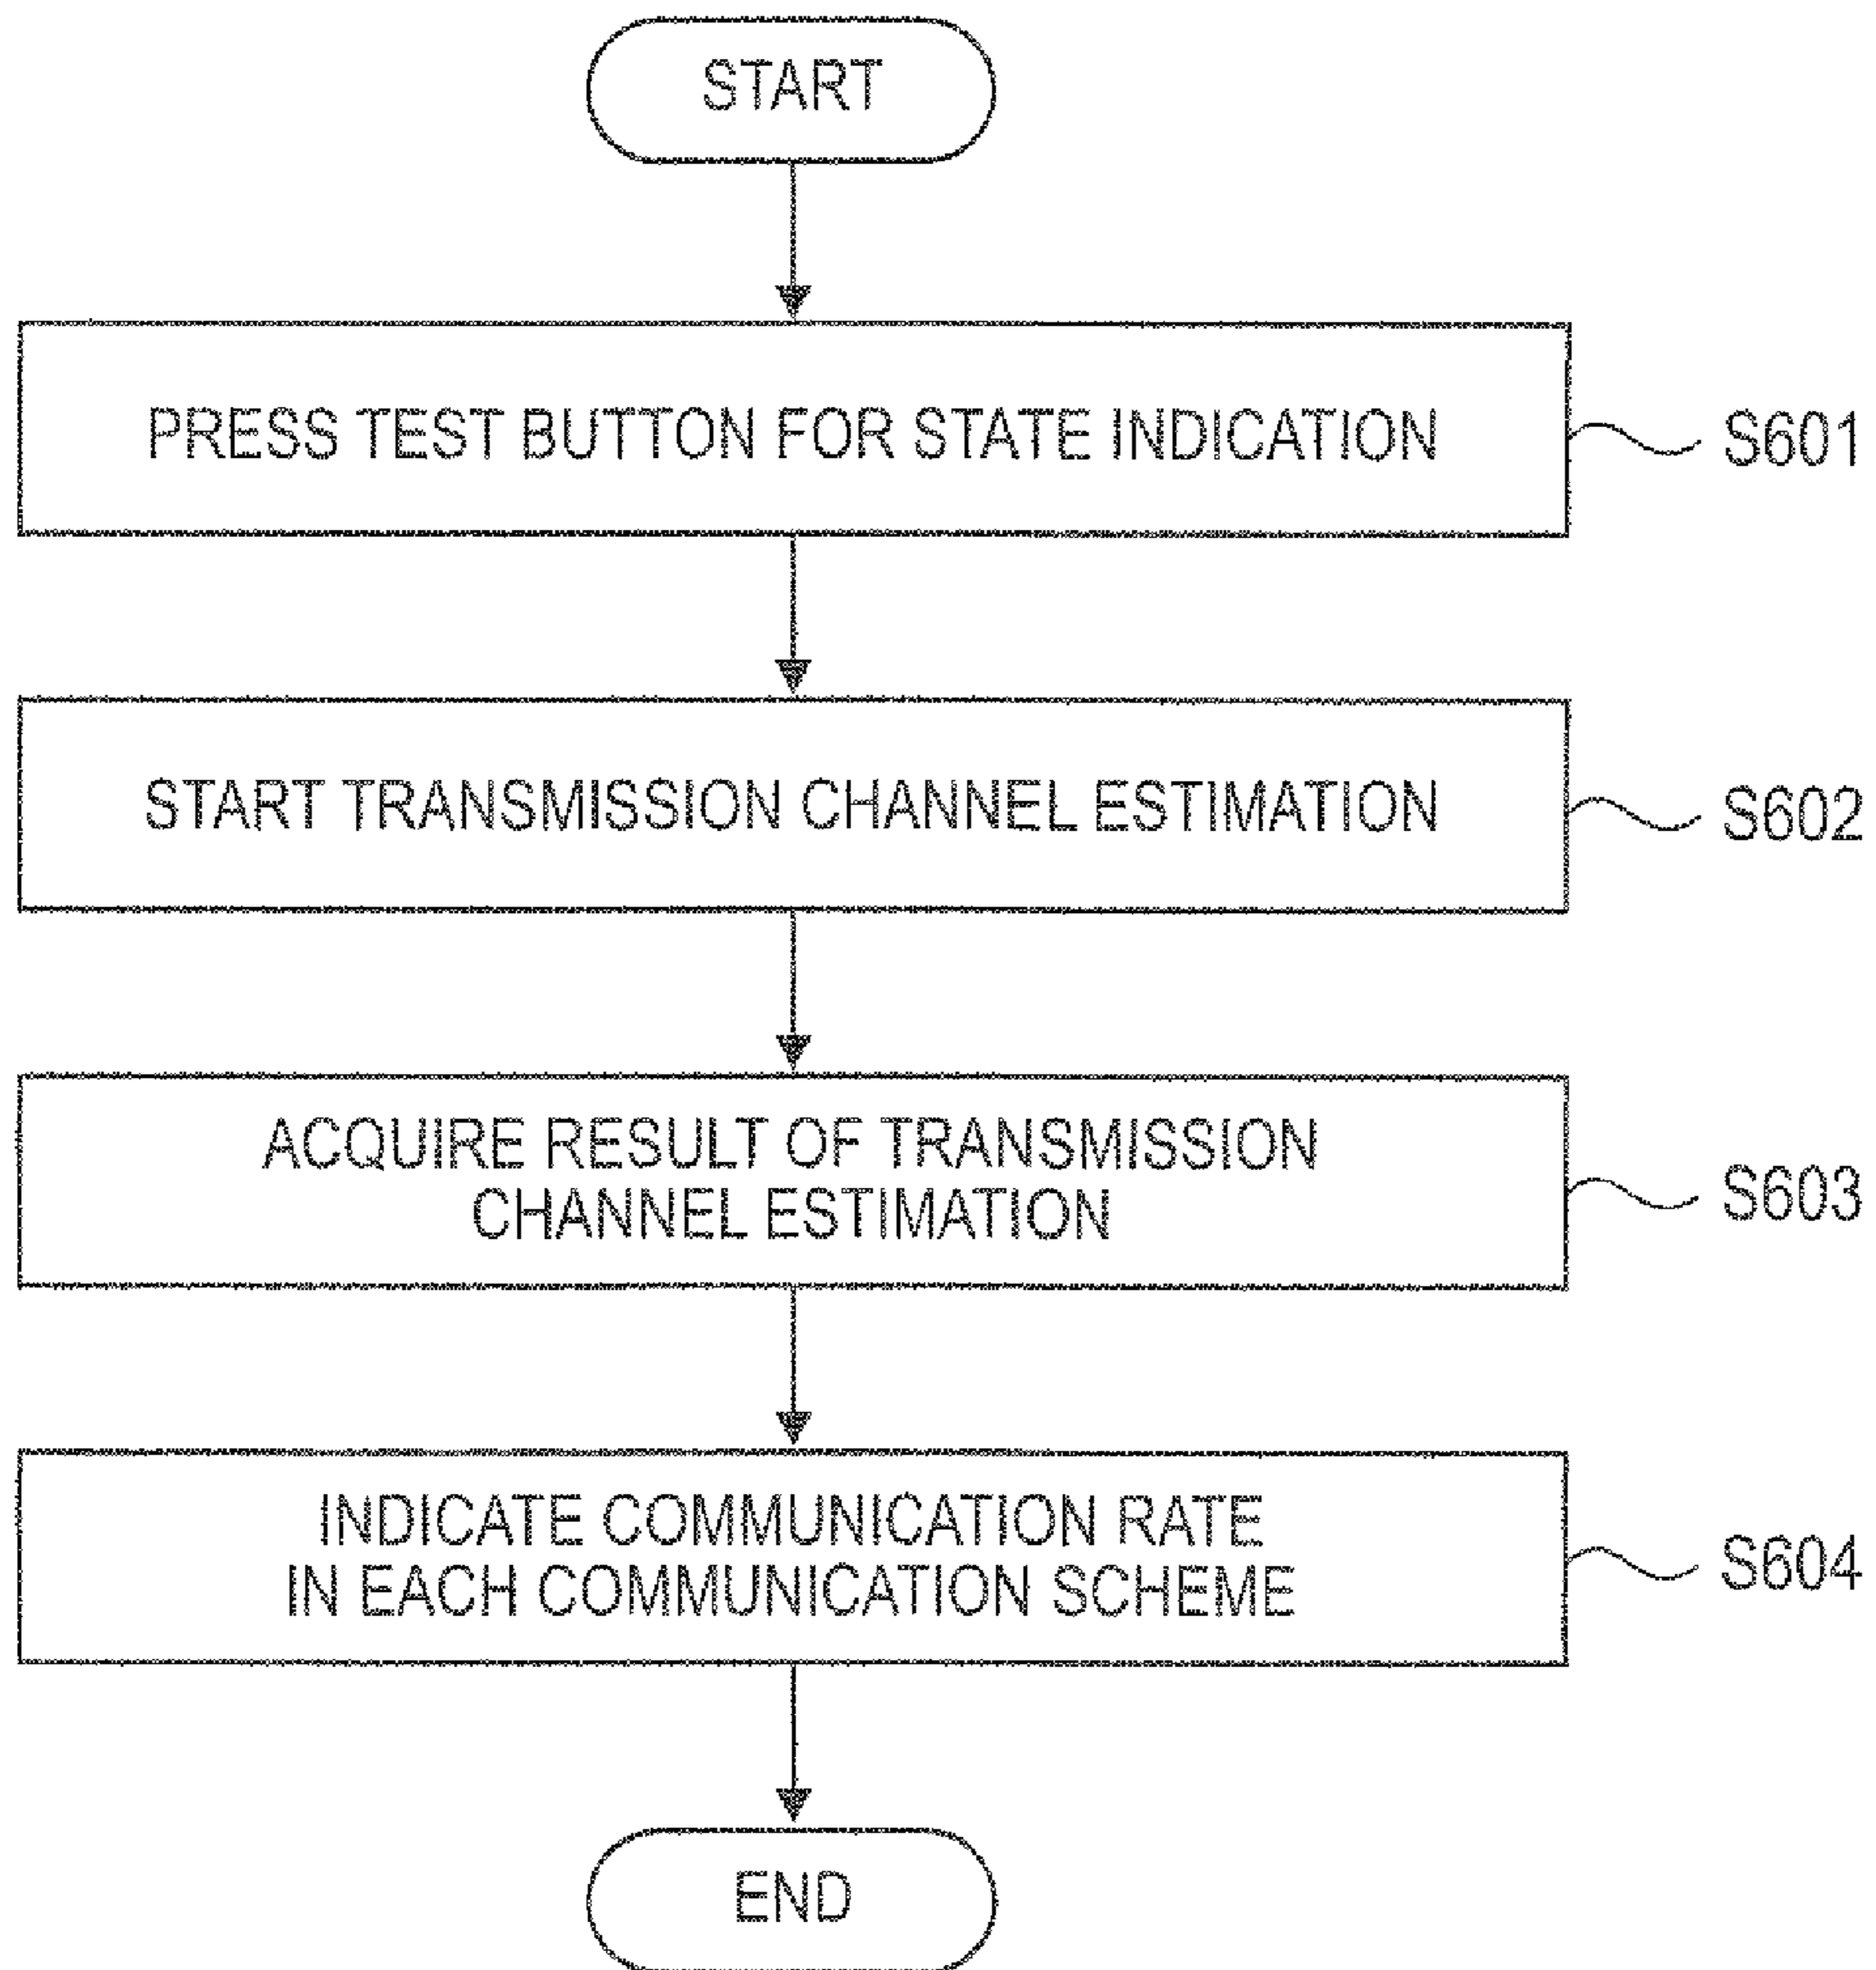 START
PRESS TEST BUTTON FOR STATE INDICATION
S601
START TRANSMISSION CHANNEL ESTIMATION
S602
ACQUIRE RESULT OF TRANSMISSION
CHANNEL ESTIMATION
S603
INDICATE COMMUNICATION RATE
IN EACH COMMUNICATION SCHEME
S604
END